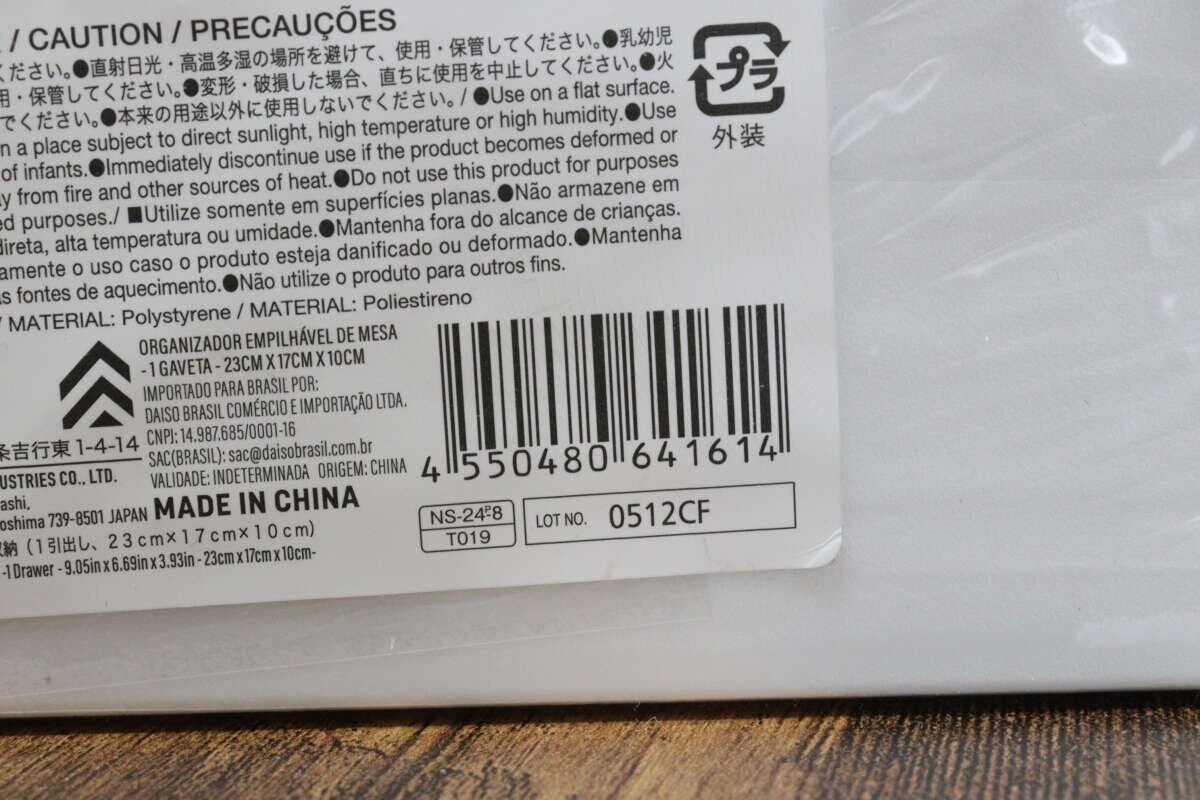 / CAUTION / PRECAUÇÕES
ください。●直射日光・高温多湿の場所を避けて、使用・保管してください。●乳幼児
用・保管してください。●変形・破損した場合、直ちに使用を中止してください。●火
でください。●本来の用途以外に使用しないでください。/ ●Use on a flat surface.
n a place subject to direct sunlight, high temperature or high humidity.●Use
of infants.●Immediately discontinue use if the product becomes deformed or
y from fire and other sources of heat.●Do not use this product for purposes
ed purposes./ ■Utilize somente em superfícies planas.●Não armazene em
direta, alta temperatura ou umidade.●Mantenha fora do alcance de crianças.
amente o uso caso o produto esteja danificado ou deformado.●Mantenha
s fontes de aquecimento.●Não utilize o produto para outros fins.
/ MATERIAL: Polystyrene / MATERIAL: Poliestireno
プラ
外装
ORGANIZADOR EMPILHÁVEL DE MESA
- 1 GAVETA - 23CM X 17CM X 10CM
IMPORTADO PARA BRASIL POR:
DAISO BRASIL COMÉRCIO E IMPORTAÇÃO LTDA.
CNPJ: 14.987.685/0001-16
SAC(BRASIL): sac@daisobrasil.com.br
VALIDADE: INDETERMINADA ORIGEM: CHINA
条吉行東 1-4-14
USTRIES CO., LTD.
ashi,
oshima 739-8501 JAPAN MADE IN CHINA
収納（1引出し、23cm×17cm×10cm）
-1 Drawer - 9.05in x 6.69in x 3.93in - 23cm x 17cm x 10cm-
4 550480 641614
NS-24-P8
T019
LOT NO. 0512CF